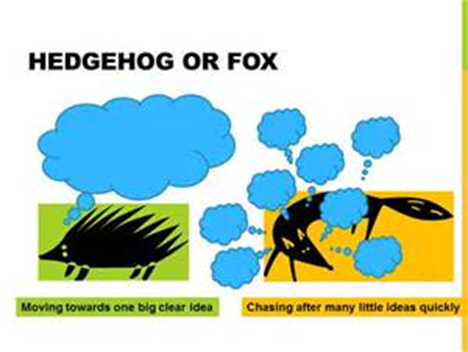 HEDGEHOG OR FOX
Moving towards one big clear idea
Chasing after many little ideas quickly